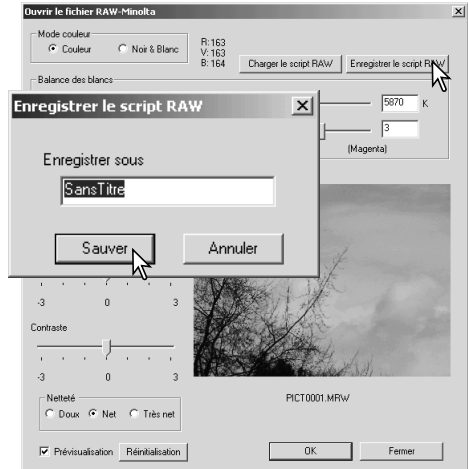 Ouvrir le fichier RAW-Minolta
Mode couleur
Couleur
Noir & Blanc
R:163
V:163
B:164
Charger le script RAW
Enregistrer le script RAW
Balance des blancs
5870 K
3
(Magenta)
Enregistrer le script RAW
Enregistrer sous
SansTitre
Sauver
Annuler
-3 0 3
Contraste
-3 0 3
Netteté
Doux
Net
Très net
PICT0001.MRW
Prévisualisation
Réinitialisation
OK
Fermer